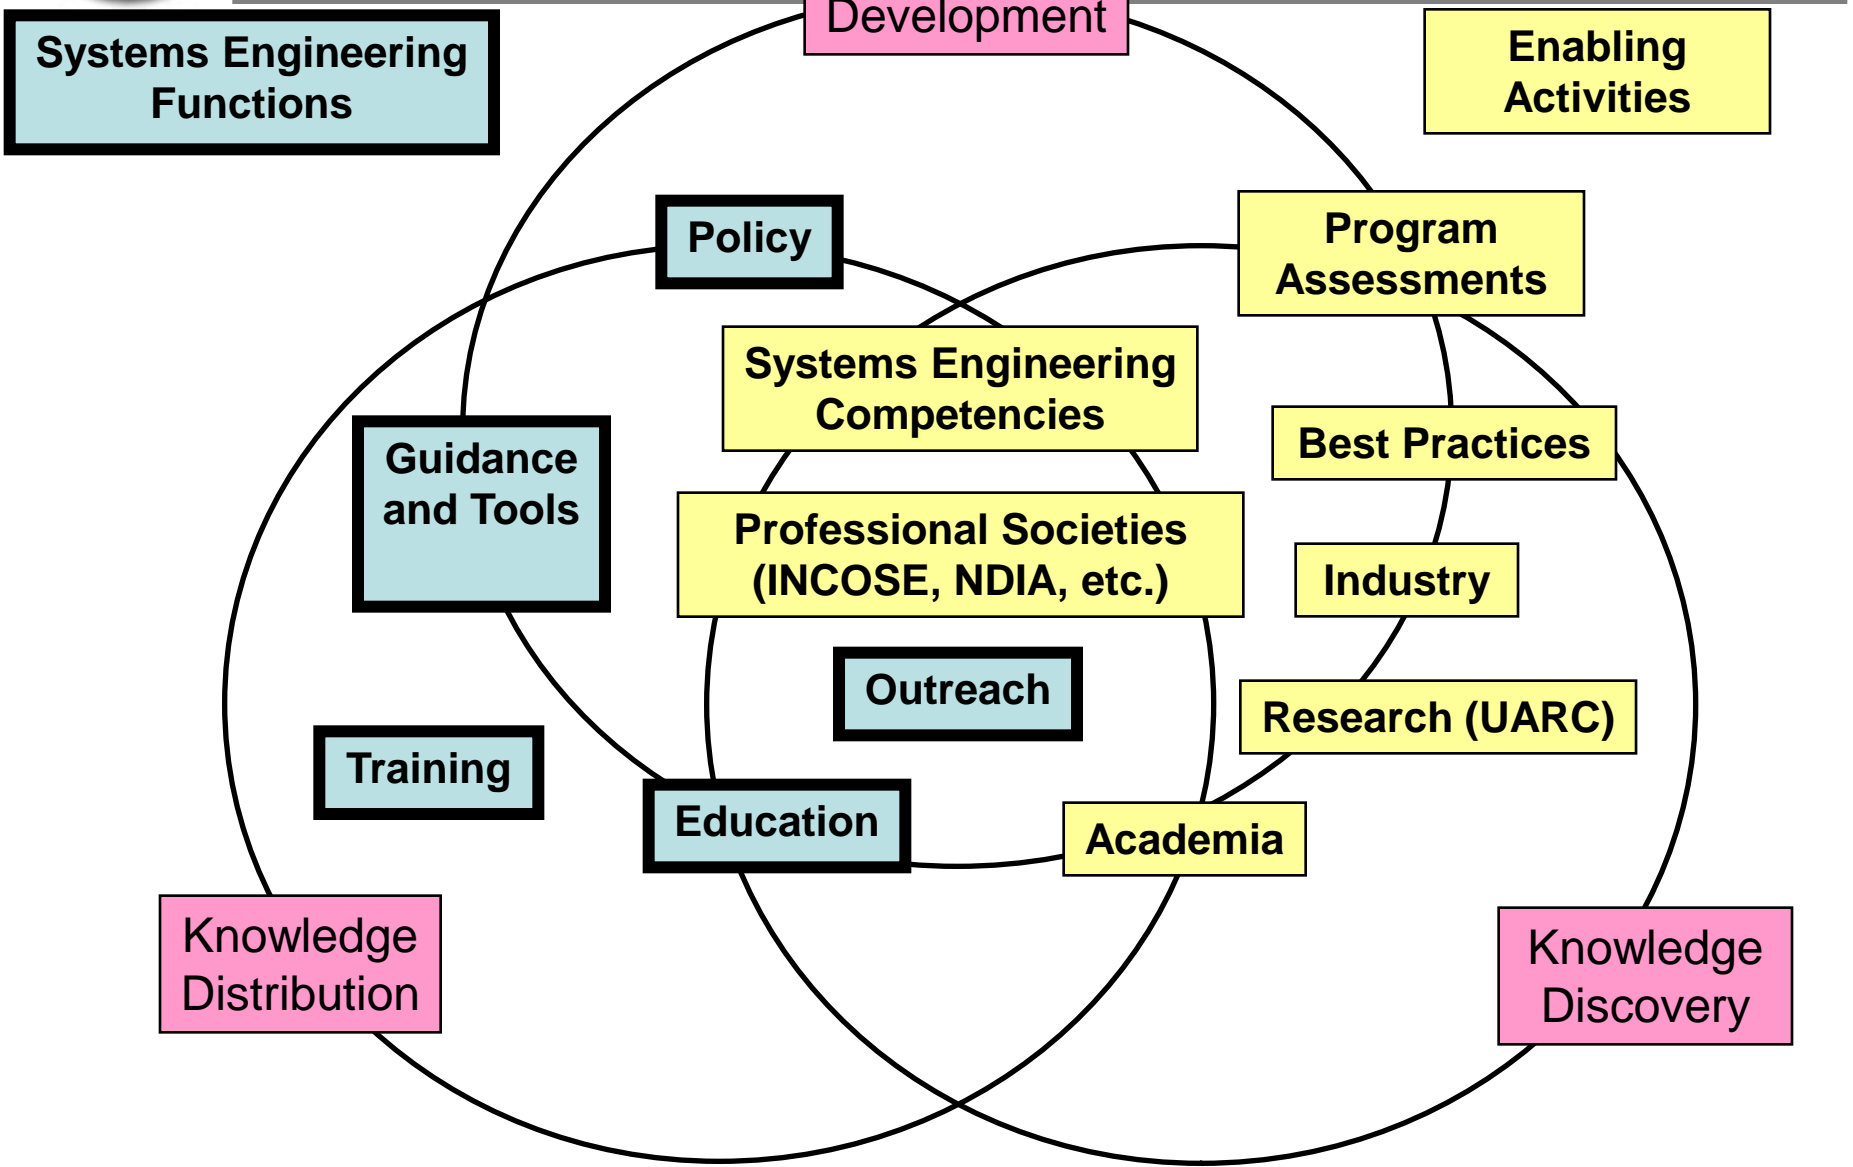 Development
Systems Engineering
Functions
Enabling
Activities
Policy
Program
Assessments
Systems Engineering
Competencies
Guidance
and Tools
Best Practices
Professional Societies
(INCOSE, NDIA, etc.)
Industry
Outreach
Research (UARC)
Training
Education
Academia
Knowledge
Distribution
Knowledge
Discovery